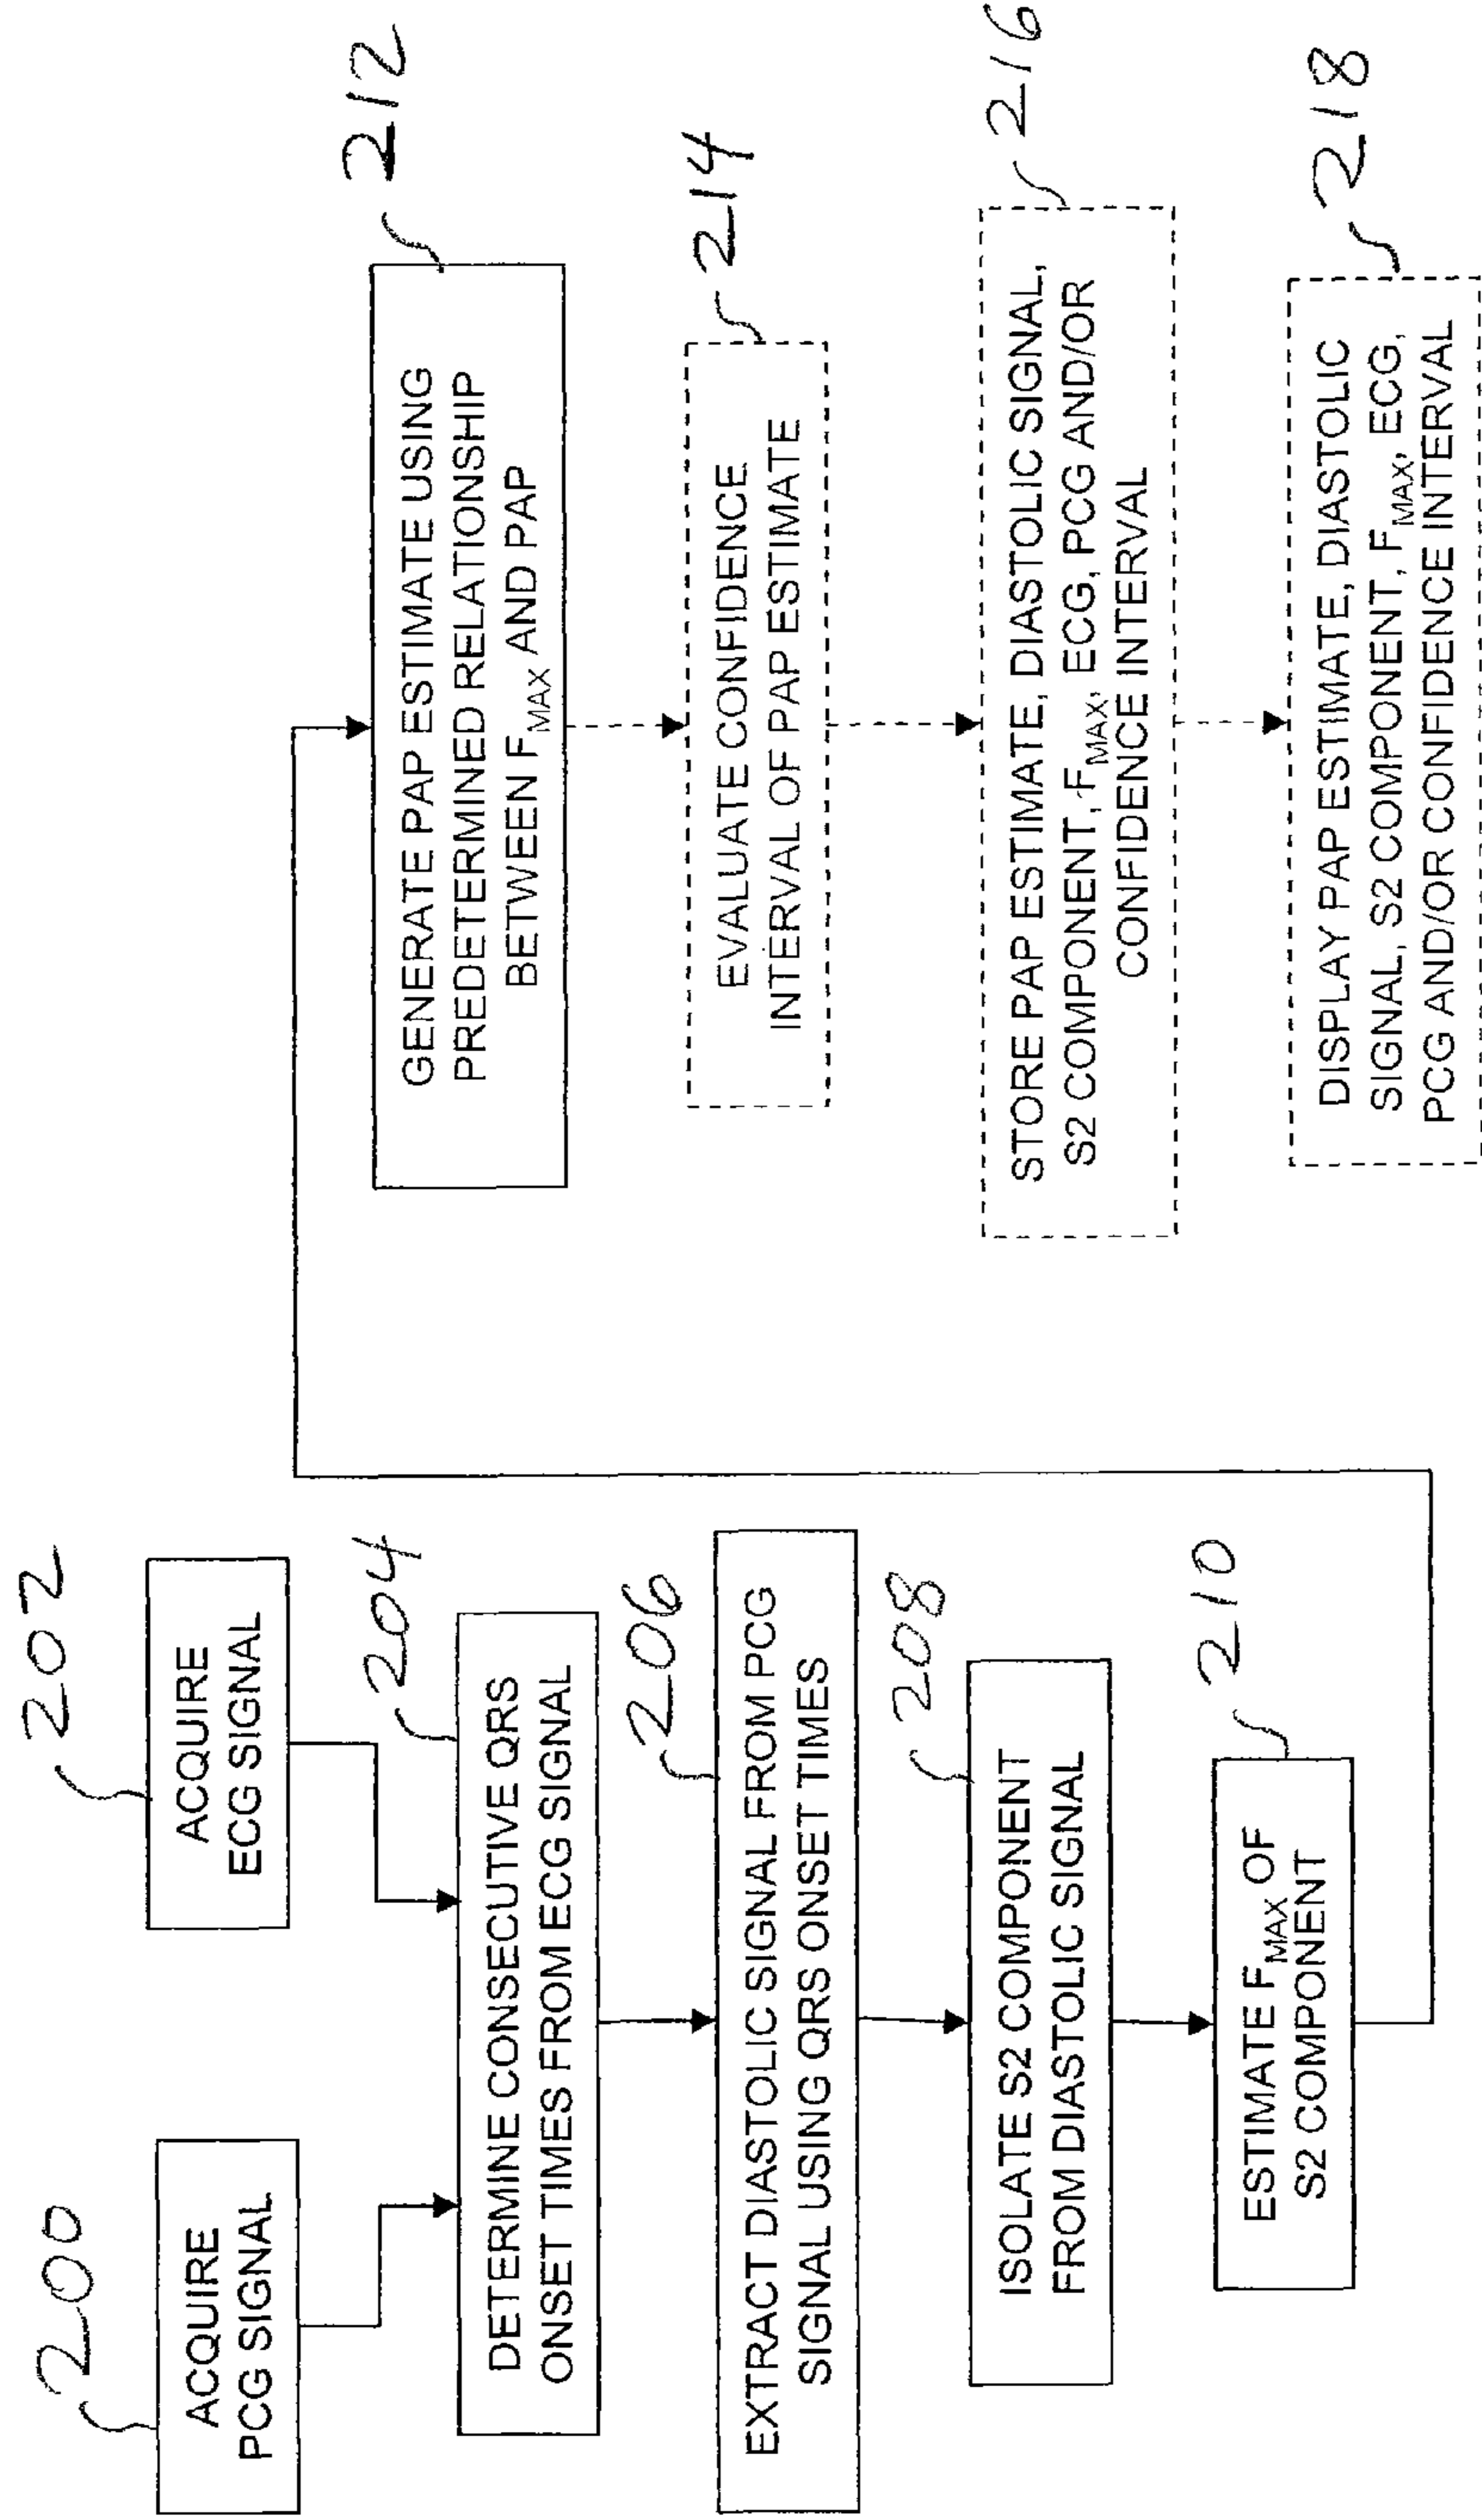 200
ACQUIRE
PCG SIGNAL
202
ACQUIRE
ECG SIGNAL
204
DETERMINE CONSECUTIVE QRS
ONSET TIMES FROM ECG SIGNAL
206
EXTRACT DIASTOLIC SIGNAL FROM PCG
SIGNAL USING QRS ONSET TIMES
208
ISOLATE S2 COMPONENT
FROM DIASTOLIC SIGNAL
210
ESTIMATE FMAX OF
S2 COMPONENT
212
GENERATE PAP ESTIMATE USING
PREDETERMINED RELATIONSHIP
BETWEEN FMAX AND PAP
214
EVALUATE CONFIDENCE
INTERVAL OF PAP ESTIMATE
216
STORE PAP ESTIMATE, DIASTOLIC SIGNAL,
S2 COMPONENT, FMAX, ECG, PCG AND/OR
CONFIDENCE INTERVAL
218
DISPLAY PAP ESTIMATE, DIASTOLIC
SIGNAL, S2 COMPONENT, FMAX, ECG,
PCG AND/OR CONFIDENCE INTERVAL